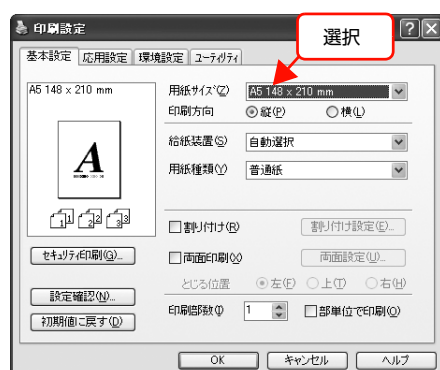 印刷設定
選択
基本設定 応用設定 環境設定 ユーティリティ
A5 148 x 210 mm
用紙サイズ(Z) A5 148 x 210 mm
印刷方向 縦(P) 横(L)
給紙装置(S) 自動選択
用紙種類(Y) 普通紙
A
1 1 2 2 3 3
割り付け(R) 割り付け設定(E)...
セキュリティ印刷(G)... 両面印刷(X) 両面設定(U)...
とじる位置 左(F) 上(T) 右(H)
設定確認(N)...
印刷部数(I) 1 部単位で印刷(O)
初期値に戻す(D)
OK キャンセル ヘルプ